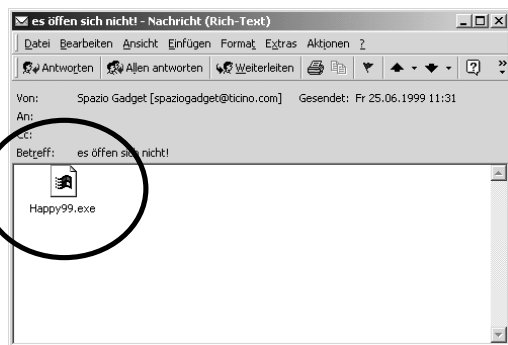 es öffen sich nicht! - Nachricht (Rich-Text)
Datei Bearbeiten Ansicht Einfügen Format Extras Aktionen ?
Antworten Allen antworten Weiterleiten
Von: Spazio Gadget [spaziogadget@ticino.com] Gesendet: Fr 25.06.1999 11:31
An:
Cc:
Betreff: es öffen sich nicht!
Happy99.exe